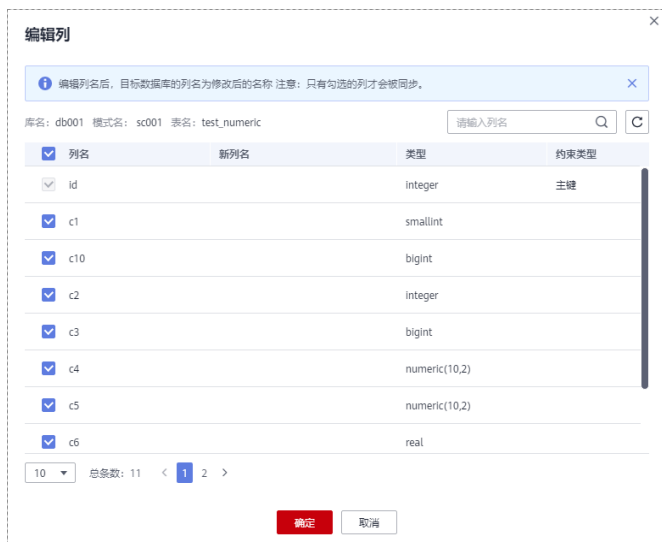 编辑列
编辑列名后，目标数据库的列名为修改后的名称 注意：只有勾选的列才会被同步。
库名：db001 模式名： sc001 表名：test_numeric 请输入列名
列名 新列名 类型 约束类型
id integer 主键
c1 smallint
c10 bigint
c2 integer
c3 bigint
c4 numeric(10,2)
c5 numeric(10,2)
c6 real
10 总条数：11 < 1 2 >
确定 取消